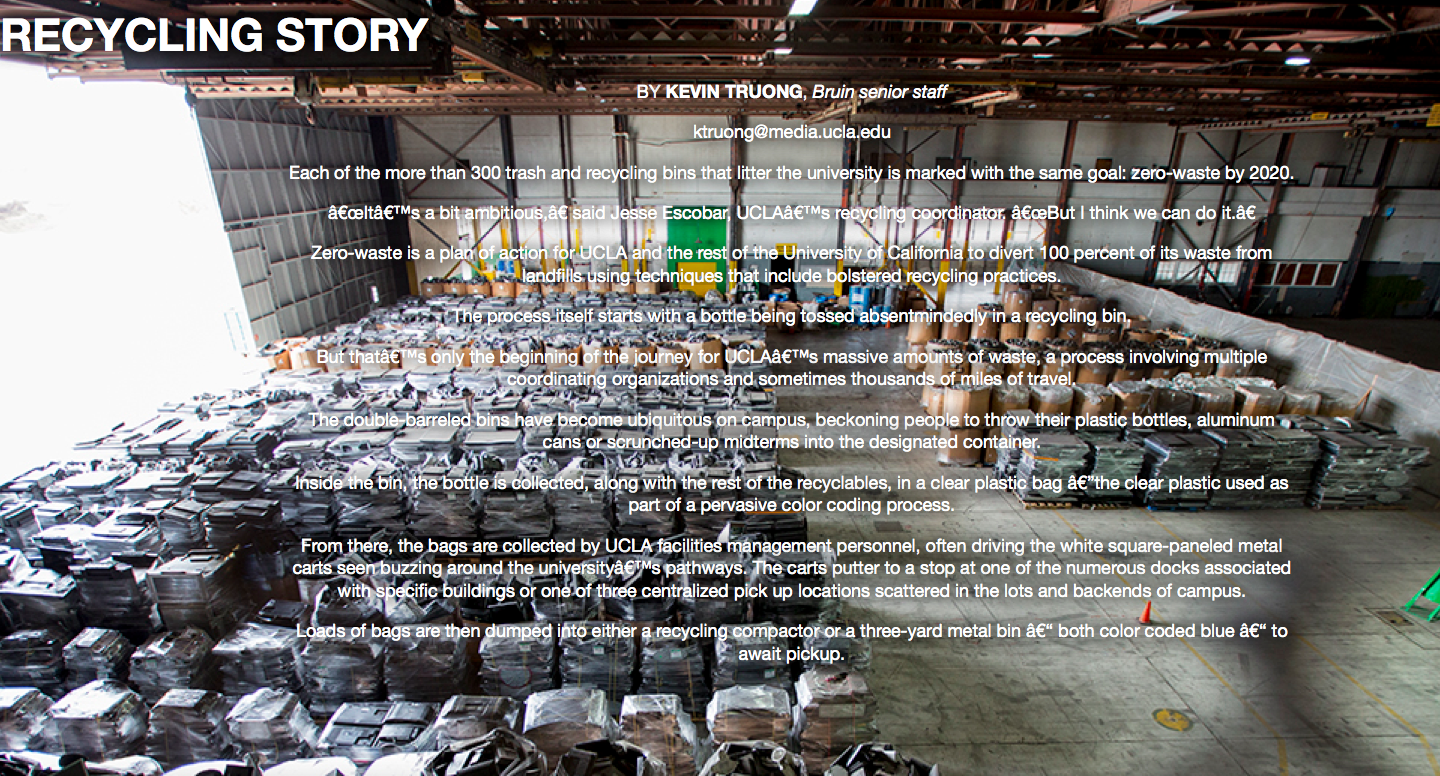 RECYCLING STORY
BY KEVIN TRUONG, Bruin senior staff
ktruong@media.ucla.edu
Each of the more than 300 trash and recycling bins that litter the university is marked with the same goal: zero-waste by 2020.
“Itâ€™s a bit ambitious,â€ said Jesse Escobar, UCLAâ€™s recycling coordinator. “But I think we can do it.â€
Zero-waste is a plan of action for UCLA and the rest of the University of California to divert 100 percent of its waste from
landfills using techniques that include bolstered recycling practices.
The process itself starts with a bottle being tossed absentmindedly in a recycling bin.
But thatâ€™s only the beginning of the journey for UCLAâ€™s massive amounts of waste, a process involving multiple
coordinating organizations and sometimes thousands of miles of travel.
The double-barreled bins have become ubiquitous on campus, beckoning people to throw their plastic bottles, aluminum
cans or scrunched-up midterms into the designated container.
Inside the bin, the bottle is collected, along with the rest of the recyclables, in a clear plastic bag â€”the clear plastic used as
part of a pervasive color coding process.
From there, the bags are collected by UCLA facilities management personnel, often driving the white square-paneled metal
carts seen buzzing around the universityâ€™s pathways. The carts putter to a stop at one of the numerous docks associated
with specific buildings or one of three centralized pick up locations scattered in the lots and backends of campus.
Loads of bags are then dumped into either a recycling compactor or a three-yard metal bin â€“ both color coded blue â€“ to
await pickup.